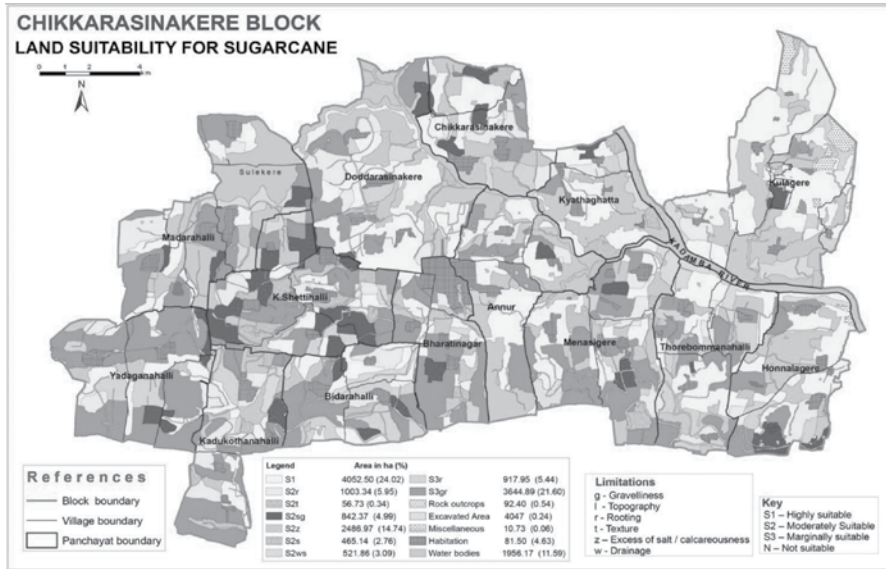 CHIKKARASINAKERE BLOCK
LAND SUITABILITY FOR SUGARCANE
0 2 4
km
N
Chikkarasinakere
Sulekere
Doddarasinakere
Kulagere
Kyathaghatta
Madarahalli
KADAMBA RIVER
K.Shettihalli
Annur
Bharatinagar
Menasigere
Thorebommanahalli
Honnalagere
Yadaganahalli
Bidarahalli
Kadukothanahalli
References
Block boundary
Village boundary
Panchayat boundary
Legend Area in ha (%)
S1 4052.50 (24.02) S3r 917.95 (5.44)
S2r 1003.34 (5.95) S3gr 3644.89 (21.60)
S2t 56.73 (0.34) Rock outcrops 92.40 (0.54)
S2sg 842.37 (4.99) Excavated Area 4047 (0.24)
S2z 2486.97 (14.74) Miscellaneous 10.73 (0.06)
S2s 465.14 (2.76) Habitation 81.50 (4.63)
S2ws 521.86 (3.09) Water bodies 1956.17 (11.59)
Limitations
g - Gravelliness
l - Topography
r - Rooting
t - Texture
z – Excess of salt / calcareousness
w - Drainage
Key
S1 – Highly suitable
S2 – Moderately Suitable
S3 – Marginally suitable
N – Not suitable